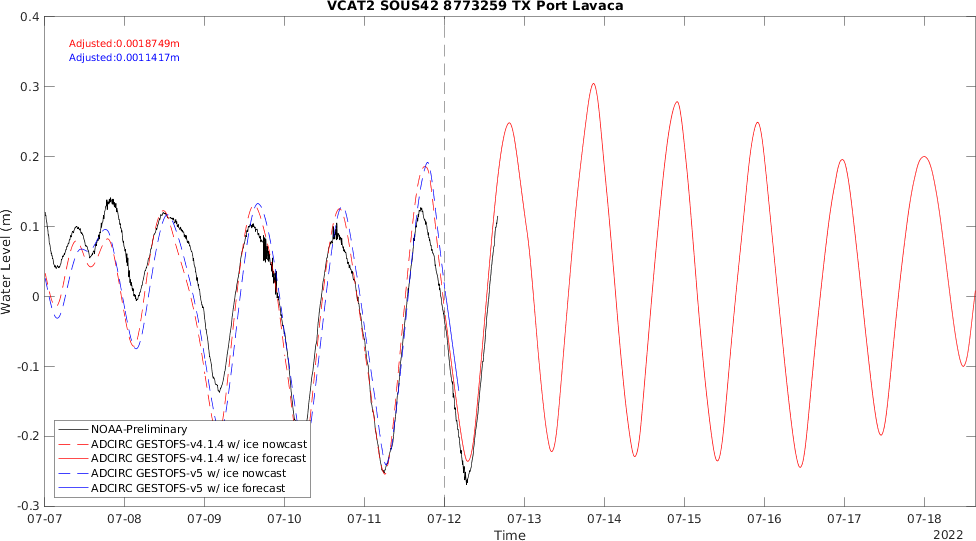 VCAT2 SOUS42 8773259 TX Port Lavaca
Adjusted:0.0018749m
Adjusted:0.0011417m
0.4
0.3
0.2
0.1
0
-0.1
-0.2
-0.3
Water Level (m)
NOAA-Preliminary
ADCIRC GESTOFS-v4.1.4 w/ ice nowcast
ADCIRC GESTOFS-v4.1.4 w/ ice forecast
ADCIRC GESTOFS-v5 w/ ice nowcast
ADCIRC GESTOFS-v5 w/ ice forecast
07-07 07-08 07-09 07-10 07-11 07-12 07-13 07-14 07-15 07-16 07-17 07-18
Time
2022